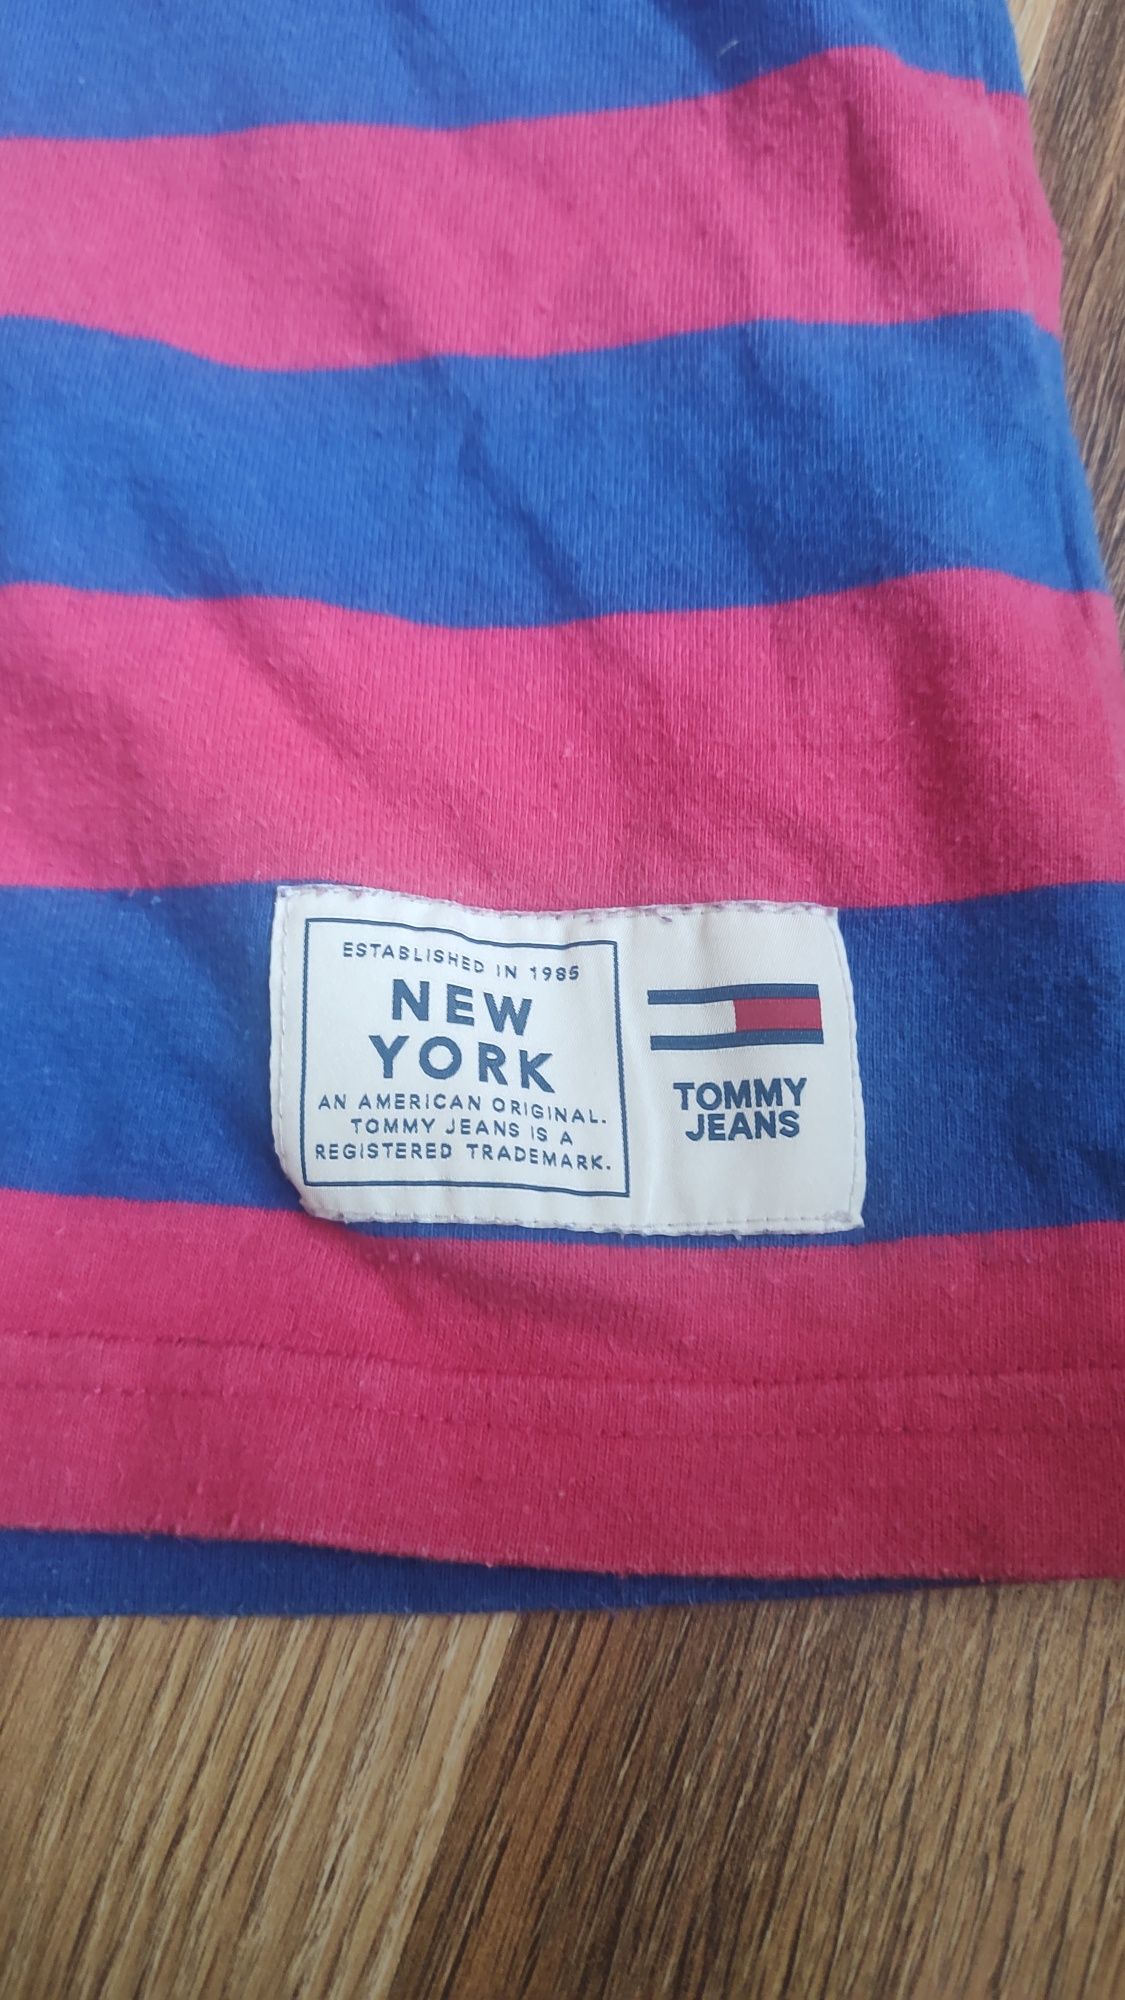 ESTABLISHED IN 1985
NEW
YORK
AN AMERICAN ORIGINAL.
TOMMY JEANS IS A
REGISTERED TRADEMARK.
TOMMY
JEANS